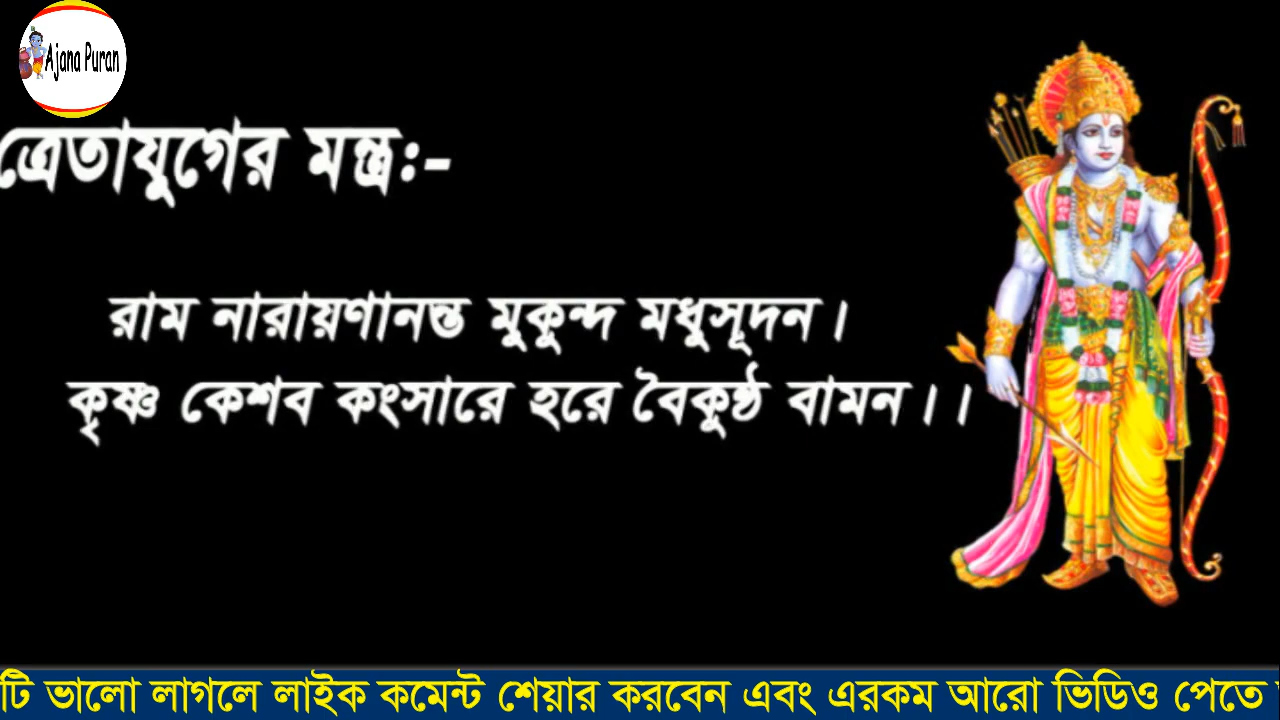 Ajana Puran
ত্রেতাযুগের মন্ত্রঃ-
রাম নারায়ণানন্ত মুকুন্দ মধুসূদন।
কৃষ্ণ কেশব কংসারে হরে বৈকুন্ঠ বামন।।
টি ভালো লাগলে লাইক কমেন্ট শেয়ার করবেন এবং এরকম আরো ভিডিও পেতে